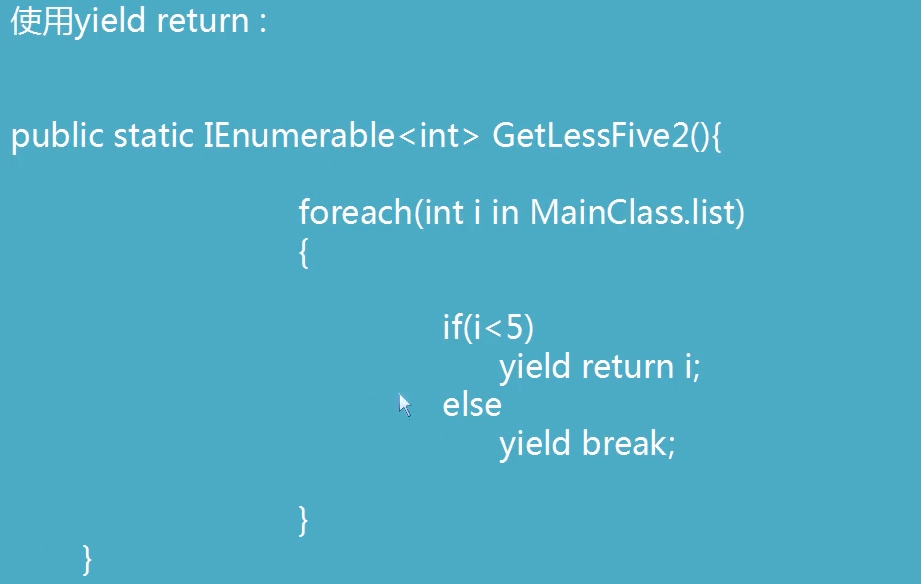 使用yield return :
public static IEnumerable<int> GetLessFive2(){
foreach(int i in MainClass.list)
{
if(i<5)
yield return i;
else
yield break;
}
}